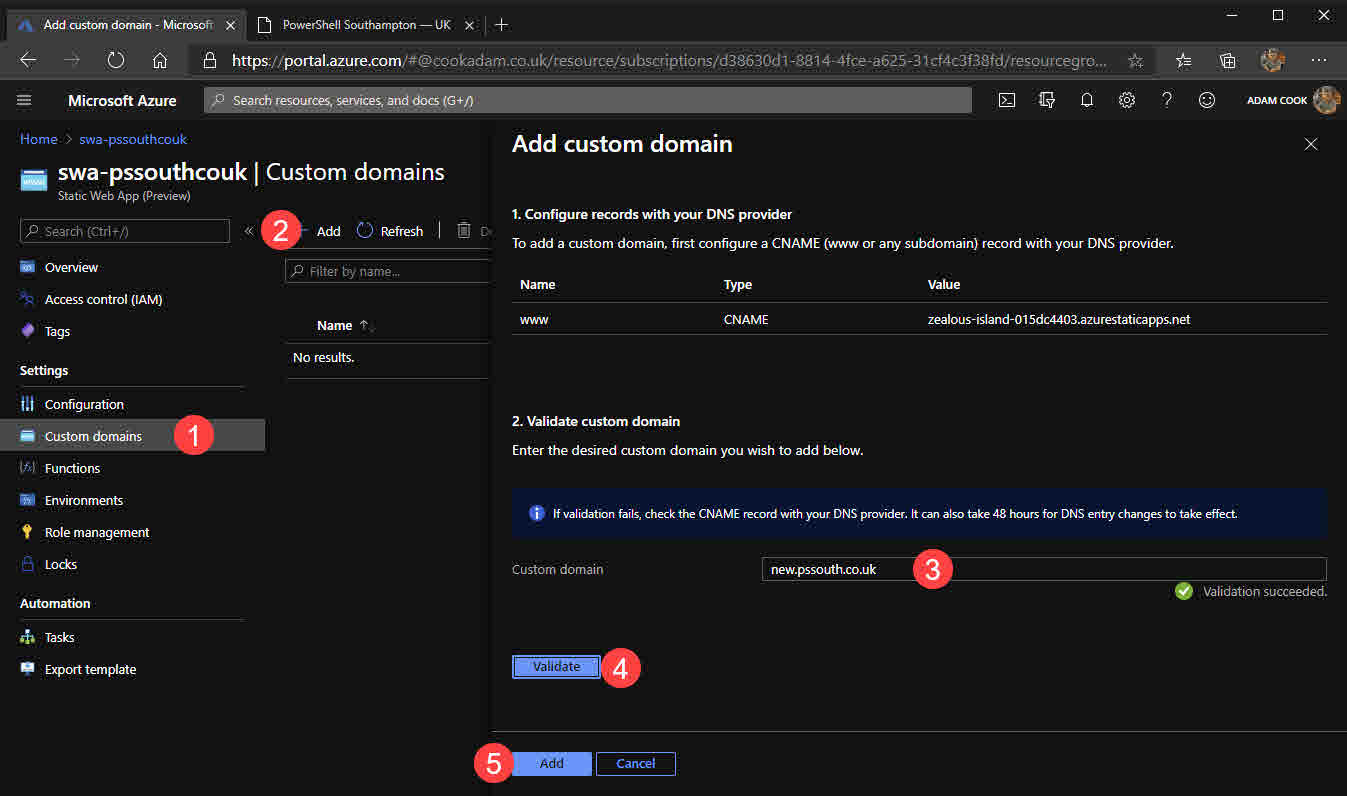 Add custom domain - Microsoft
PowerShell Southampton — UK
https://portal.azure.com/#@cookadam.co.uk/resource/subscriptions/d38630d1-8814-4fce-a625-31cf4c3f38fd/resourcegro...
Microsoft Azure
Search resources, services, and docs (G+/)
ADAM COOK
Home > swa-pssouthcouk
swa-pssouthcouk | Custom domains
Static Web App (Preview)
Search (Ctrl+/)
«
2
Add
Refresh
De
Overview
Access control (IAM)
Tags
Settings
Configuration
Custom domains
1
Functions
Environments
Role management
Locks
Automation
Tasks
Export template
Filter by name...
Name
No results.
Add custom domain
1. Configure records with your DNS provider
To add a custom domain, first configure a CNAME (www or any subdomain) record with your DNS provider.
Name Type Value
www CNAME zealous-island-015dc4403.azurestaticapps.net
2. Validate custom domain
Enter the desired custom domain you wish to add below.
If validation fails, check the CNAME record with your DNS provider. It can also take 48 hours for DNS entry changes to take effect.
Custom domain new.pssouth.co.uk 3
Validation succeeded.
Validate 4
5 Add Cancel